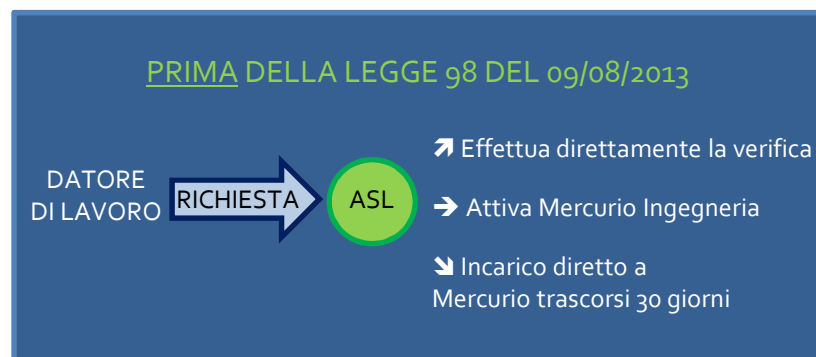 PRIMA DELLA LEGGE 98 DEL 09/08/2013
DATORE
DI LAVORO
RICHIESTA
ASL
↗ Effettua direttamente la verifica
➔ Attiva Mercurio Ingegneria
↘ Incarico diretto a
Mercurio trascorsi 30 giorni